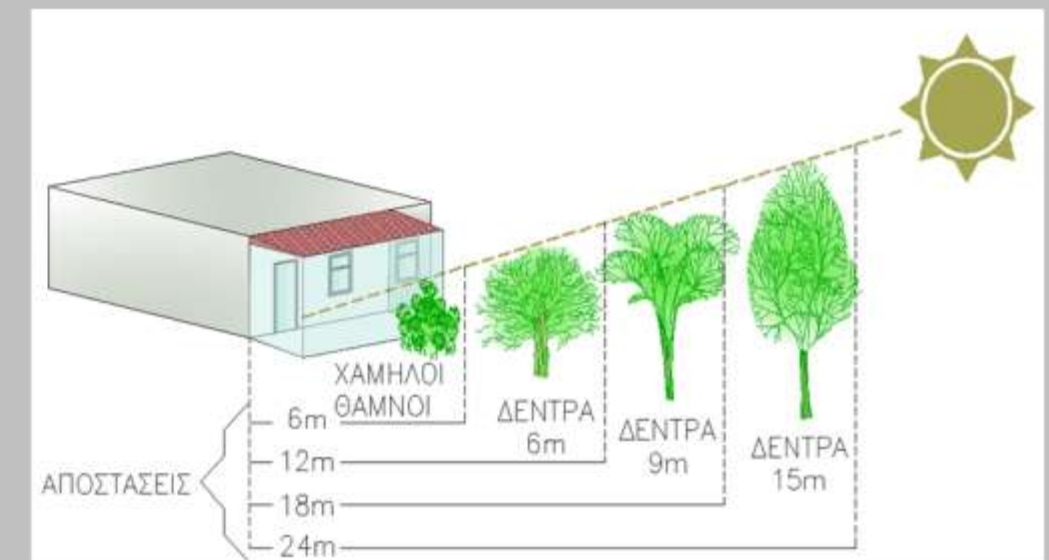 ΧΑΜΗΛΟΙ
ΘΑΜΝΟΙ
ΔΕΝΤΡΑ
6m
ΔΕΝΤΡΑ
9m
ΔΕΝΤΡΑ
15m
ΑΠΟΣΤΑΣΕΙΣ
6m
12m
18m
24m